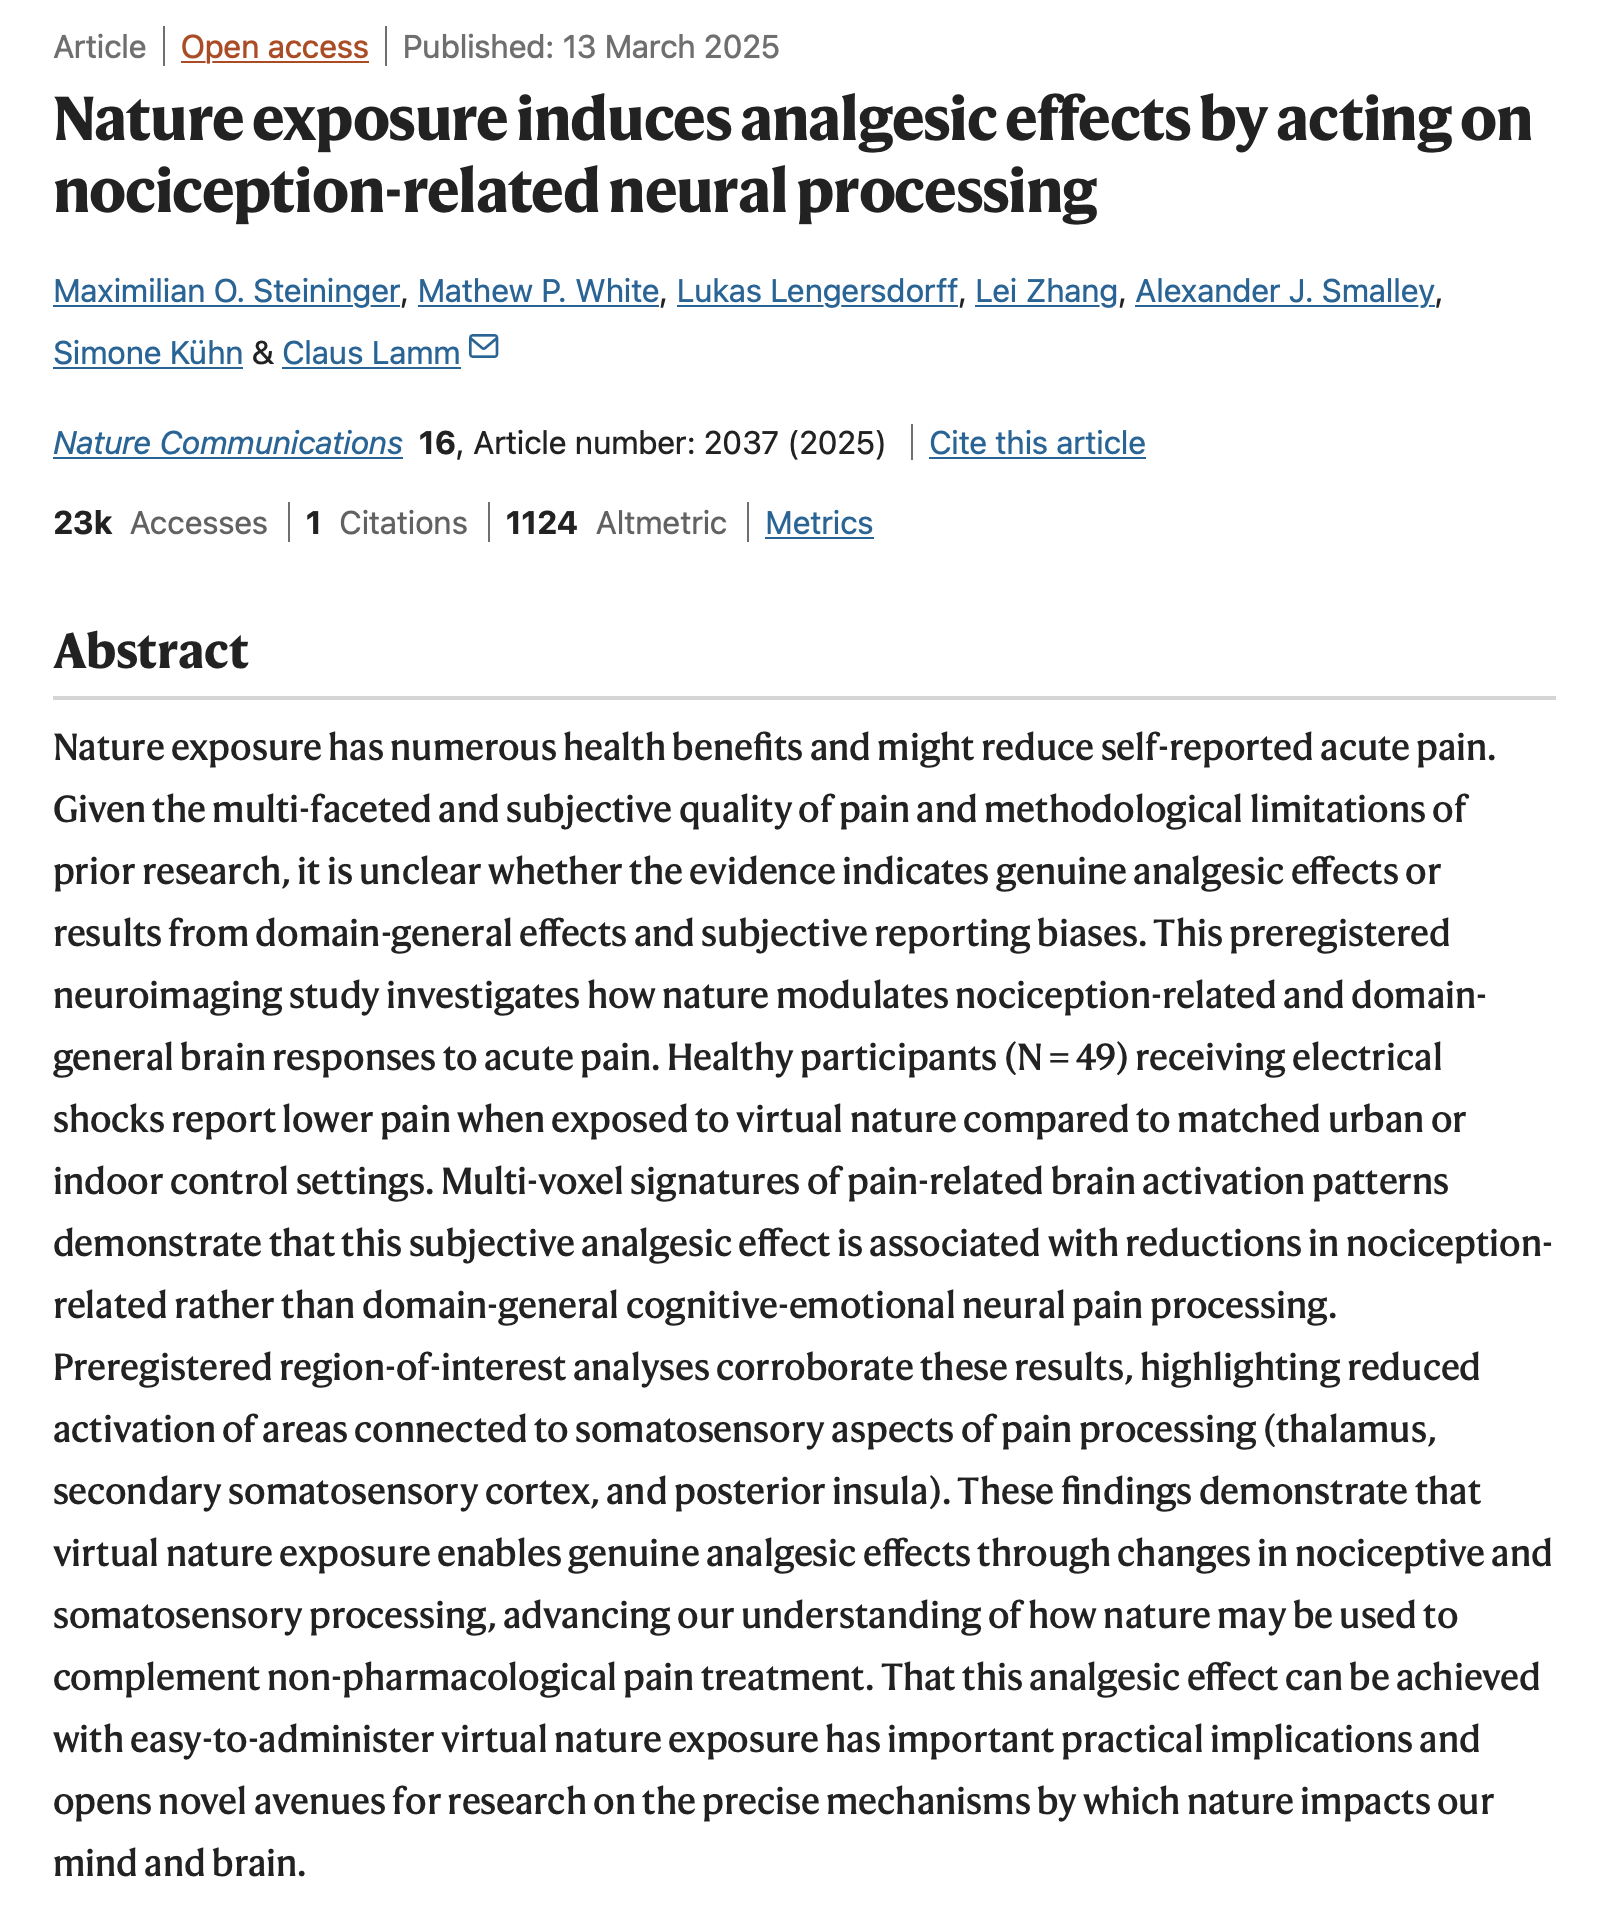 Article | Open access | Published: 13 March 2025
Nature exposure induces analgesic effects by acting on
nociception-related neural processing
Maximilian O. Steininger, Mathew P. White, Lukas Lengersdorff, Lei Zhang, Alexander J. Smalley,
Simone Kühn & Claus Lamm
Nature Communications 16, Article number: 2037 (2025) | Cite this article
23k Accesses | 1 Citations | 1124 Altmetric | Metrics
Abstract
Nature exposure has numerous health benefits and might reduce self-reported acute pain.
Given the multi-faceted and subjective quality of pain and methodological limitations of
prior research, it is unclear whether the evidence indicates genuine analgesic effects or
results from domain-general effects and subjective reporting biases. This preregistered
neuroimaging study investigates how nature modulates nociception-related and domain-
general brain responses to acute pain. Healthy participants (N = 49) receiving electrical
shocks report lower pain when exposed to virtual nature compared to matched urban or
indoor control settings. Multi-voxel signatures of pain-related brain activation patterns
demonstrate that this subjective analgesic effect is associated with reductions in nociception-
related rather than domain-general cognitive-emotional neural pain processing.
Preregistered region-of-interest analyses corroborate these results, highlighting reduced
activation of areas connected to somatosensory aspects of pain processing (thalamus,
secondary somatosensory cortex, and posterior insula). These findings demonstrate that
virtual nature exposure enables genuine analgesic effects through changes in nociceptive and
somatosensory processing, advancing our understanding of how nature may be used to
complement non-pharmacological pain treatment. That this analgesic effect can be achieved
with easy-to-administer virtual nature exposure has important practical implications and
opens novel avenues for research on the precise mechanisms by which nature impacts our
mind and brain.